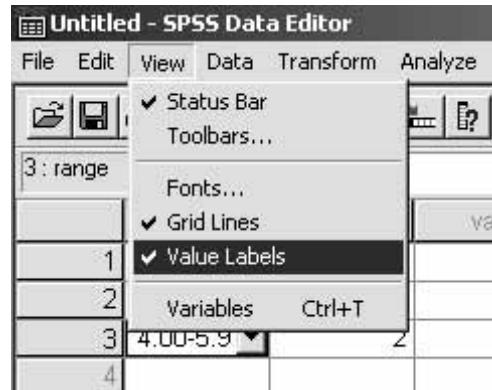 Untitled - SPSS Data Editor
File Edit View Data Transform Analyze
3 : range
Status Bar
Toolbars...
Fonts...
Grid Lines
Value Labels
Variables Ctrl+T
va
1
2
3 4.00-5.9 2
4